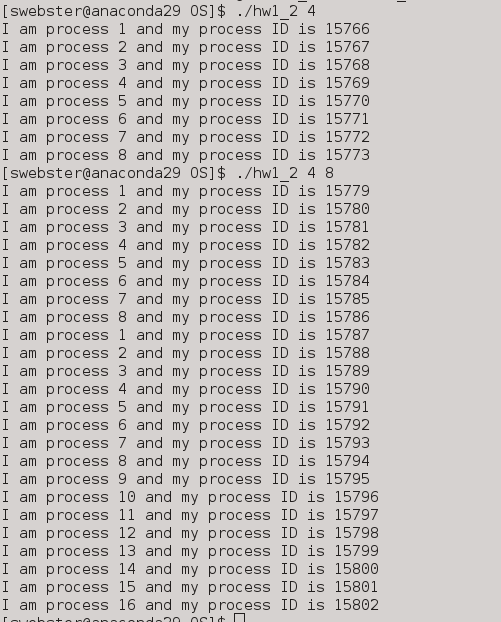 [swebster@anaconda29 OS]$ ./hw1_2 4
I am process 1 and my process ID is 15766
I am process 2 and my process ID is 15767
I am process 3 and my process ID is 15768
I am process 4 and my process ID is 15769
I am process 5 and my process ID is 15770
I am process 6 and my process ID is 15771
I am process 7 and my process ID is 15772
I am process 8 and my process ID is 15773
[swebster@anaconda29 OS]$ ./hw1_2 4 8
I am process 1 and my process ID is 15779
I am process 2 and my process ID is 15780
I am process 3 and my process ID is 15781
I am process 4 and my process ID is 15782
I am process 5 and my process ID is 15783
I am process 6 and my process ID is 15784
I am process 7 and my process ID is 15785
I am process 8 and my process ID is 15786
I am process 1 and my process ID is 15787
I am process 2 and my process ID is 15788
I am process 3 and my process ID is 15789
I am process 4 and my process ID is 15790
I am process 5 and my process ID is 15791
I am process 6 and my process ID is 15792
I am process 7 and my process ID is 15793
I am process 8 and my process ID is 15794
I am process 9 and my process ID is 15795
I am process 10 and my process ID is 15796
I am process 11 and my process ID is 15797
I am process 12 and my process ID is 15798
I am process 13 and my process ID is 15799
I am process 14 and my process ID is 15800
I am process 15 and my process ID is 15801
I am process 16 and my process ID is 15802
[swebster@anaconda29 OS]$